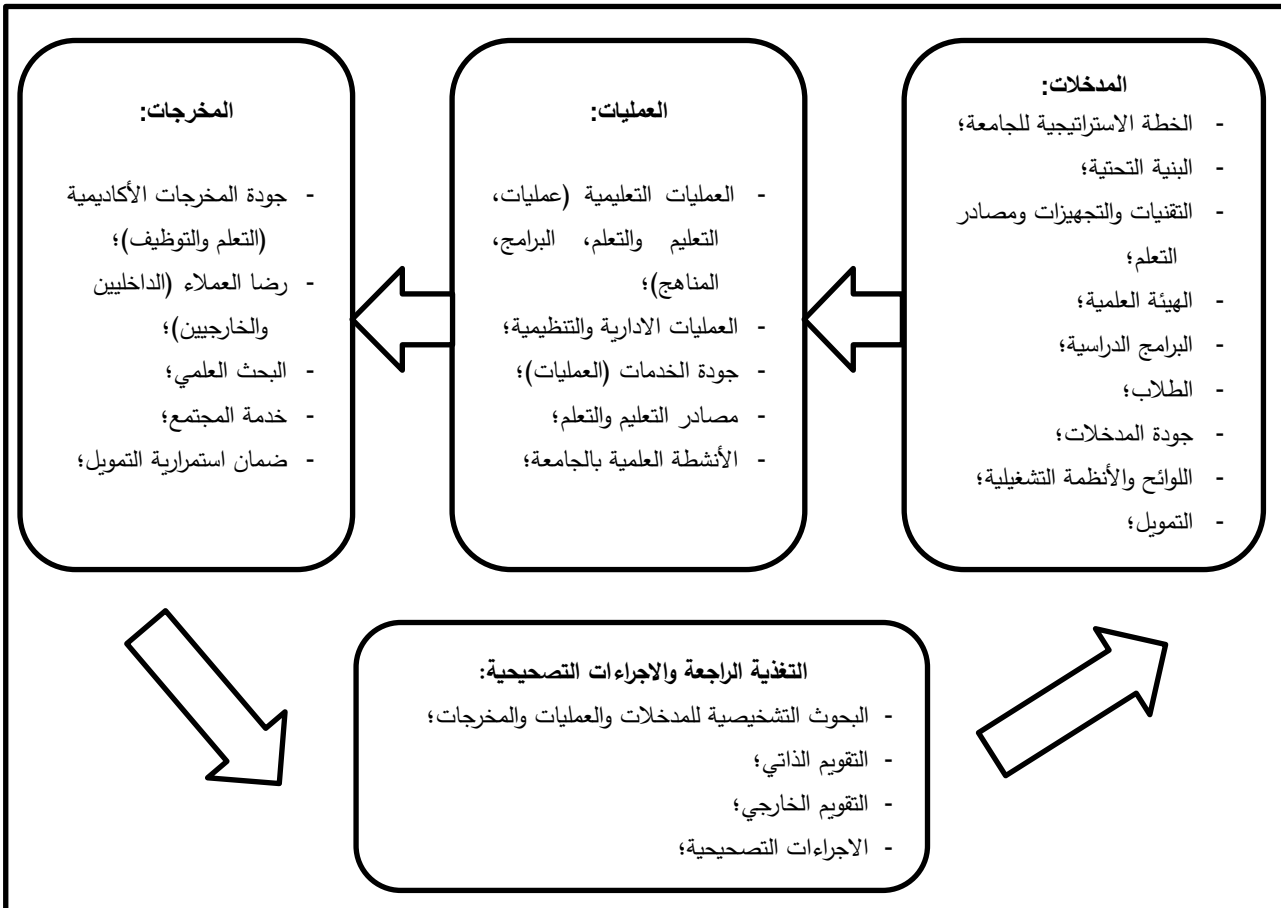 المدخلات:
- الخطة الاستراتيجية للجامعة؛
- البنية التحتية؛
- التقنيات والتجهيزات ومصادر
التعلم؛
- الهيئة العلمية؛
- البرامج الدراسية؛
- الطلاب؛
- جودة المدخلات؛
- اللوائح والأنظمة التشغيلية؛
- التمويل؛
العمليات:
- العمليات التعليمية (عمليات،
التعليم والتعلم، البرامج،
المناهج)؛
- العمليات الادارية والتنظيمية؛
- جودة الخدمات (العمليات)؛
- مصادر التعليم والتعلم؛
- الأنشطة العلمية بالجامعة؛
المخرجات:
- جودة المخرجات الأكاديمية
(التعلم والتوظيف)؛
- رضا العملاء (الداخليين
والخارجيين)؛
- البحث العلمي؛
- خدمة المجتمع؛
- ضمان استمرارية التمويل؛
التغذية الراجعة والاجراءات التصحيحية:
- البحوث التشخيصية للمدخلات والعمليات والمخرجات؛
- التقويم الذاتي؛
- التقويم الخارجي؛
- الاجراءات التصحيحية؛